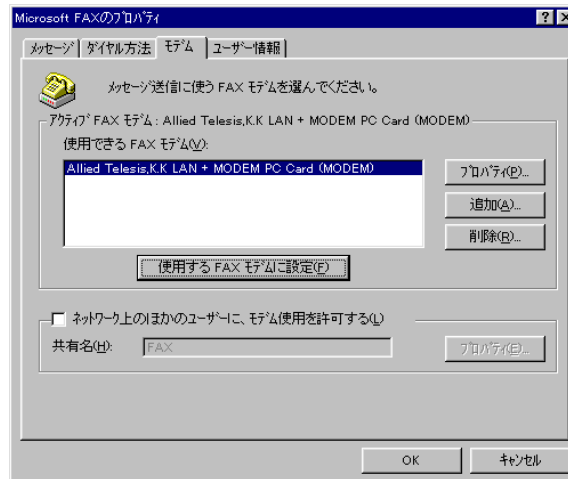 Microsoft FAXのプロパティ
メッセージ ダイヤル方法 モデム ユーザー情報
メッセージ送信に使う FAX モデムを選んでください。
アクティブ FAX モデム : Allied Telesis,K.K LAN + MODEM PC Card (MODEM)
使用できる FAX モデム(V):
Allied Telesis,K.K LAN + MODEM PC Card (MODEM)
プロパティ(P)...
追加(A)...
削除(R)...
使用する FAX モデムに設定(F)
ネットワーク上のほかのユーザーに、モデム使用を許可する(L)
共有名(H): FAX プロパティ(E)...
OK キャンセル